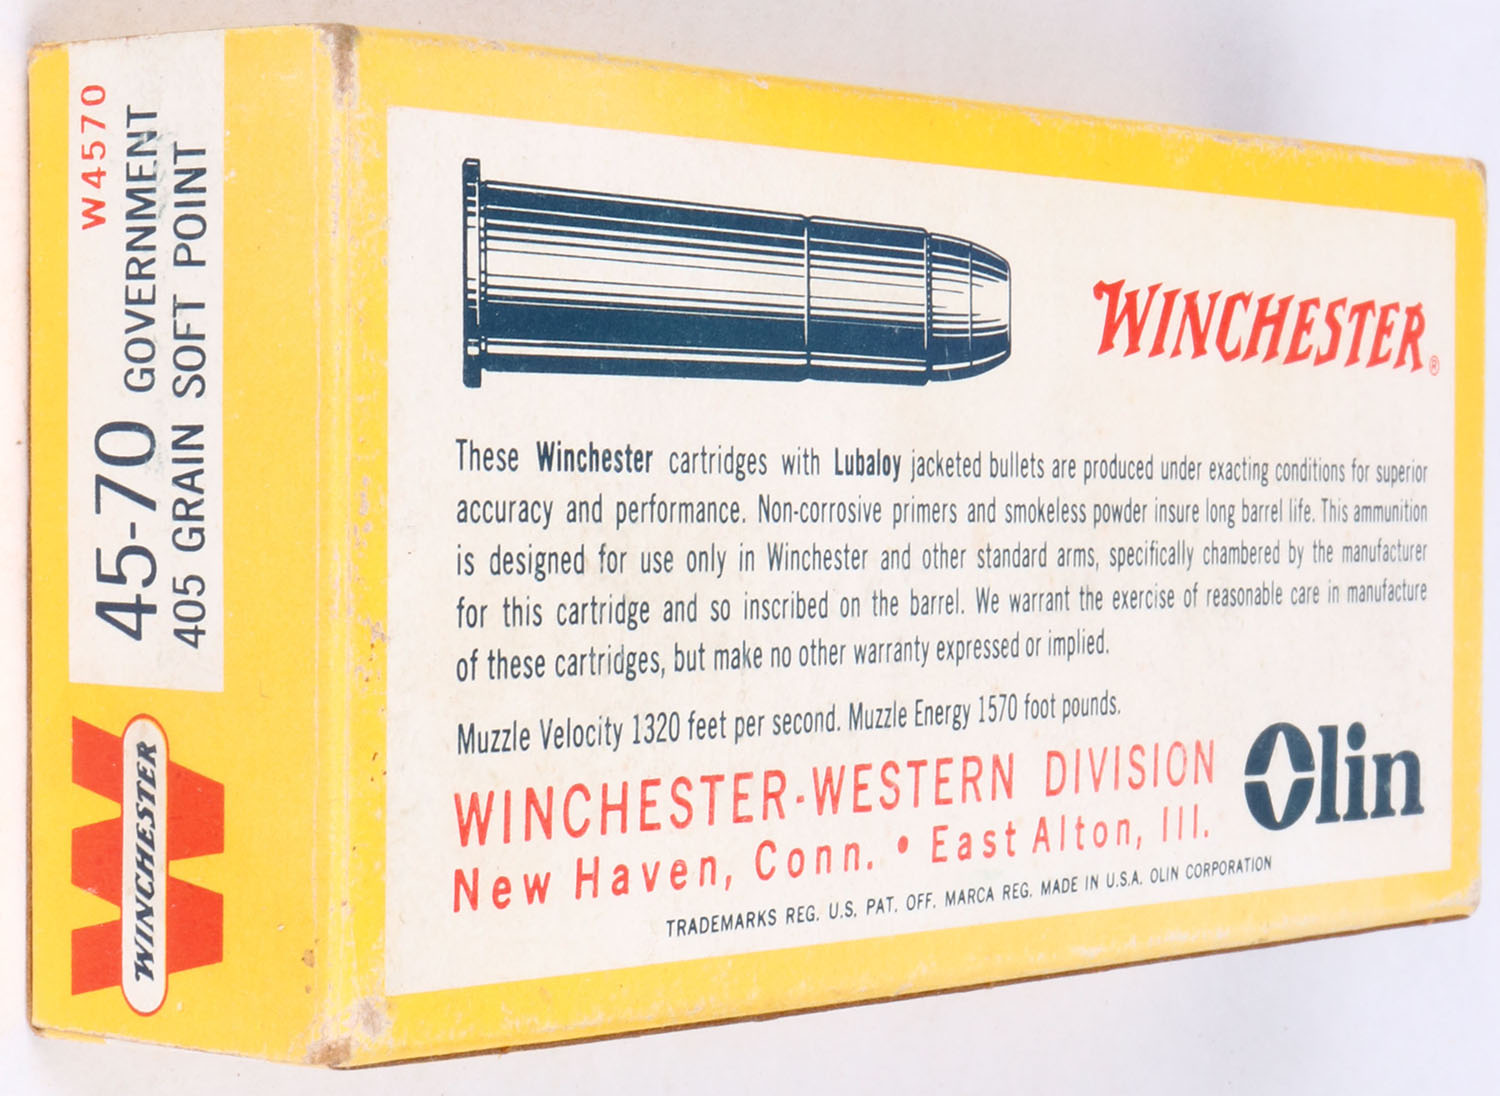 W4570
45-70 GOVERNMENT
405 GRAIN SOFT POINT
WINCHESTER
WINCHESTER®
These Winchester cartridges with Lubaloy jacketed bullets are produced under exacting conditions for superior
accuracy and performance. Non-corrosive primers and smokeless powder insure long barrel life. This ammunition
is designed for use only in Winchester and other standard arms, specifically chambered by the manufacturer
for this cartridge and so inscribed on the barrel. We warrant the exercise of reasonable care in manufacture
of these cartridges, but make no other warranty expressed or implied.
Muzzle Velocity 1320 feet per second. Muzzle Energy 1570 foot pounds.
WINCHESTER-WESTERN DIVISION
New Haven, Conn. • East Alton, Ill.
Olin
TRADEMARKS REG. U.S. PAT. OFF. MARCA REG. MADE IN U.S.A. OLIN CORPORATION